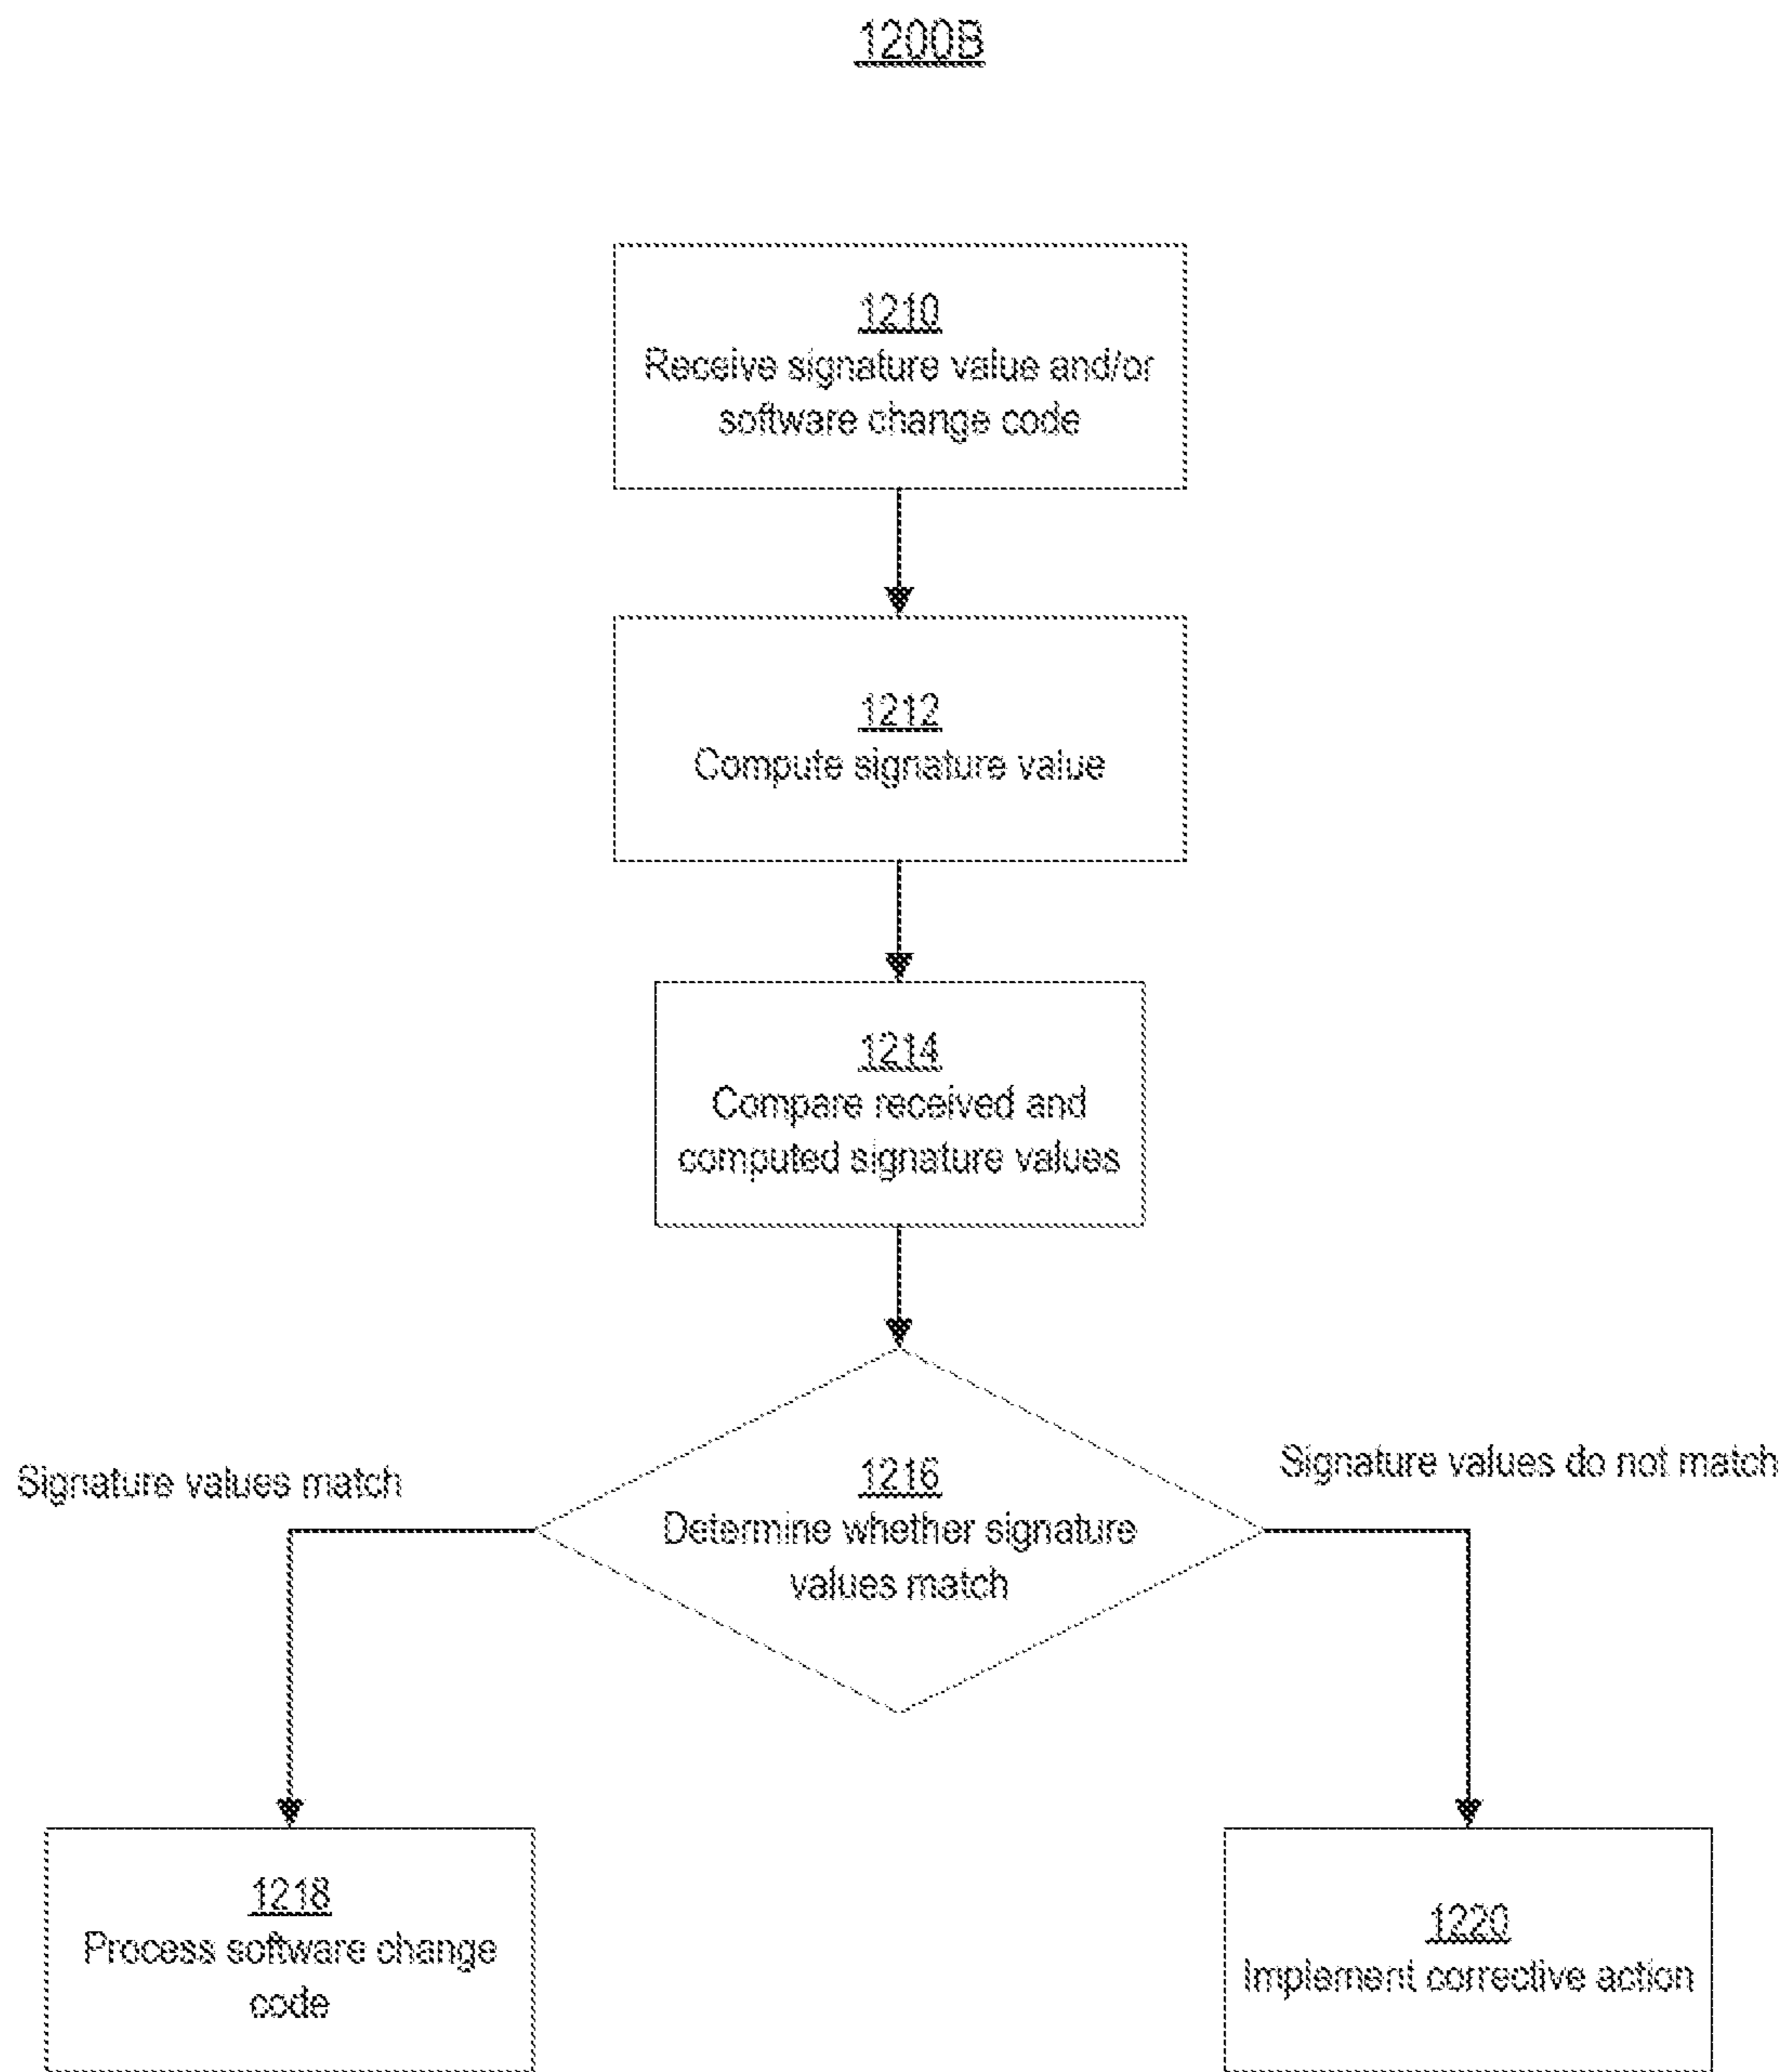 1200B
1210
Receive signature value and/or
software change code
1212
Compute signature value
1214
Compare received and
computed signature values
Signature values match
1216
Determine whether signature
values match
Signature values do not match
1218
Process software change
code
1220
Implement corrective action